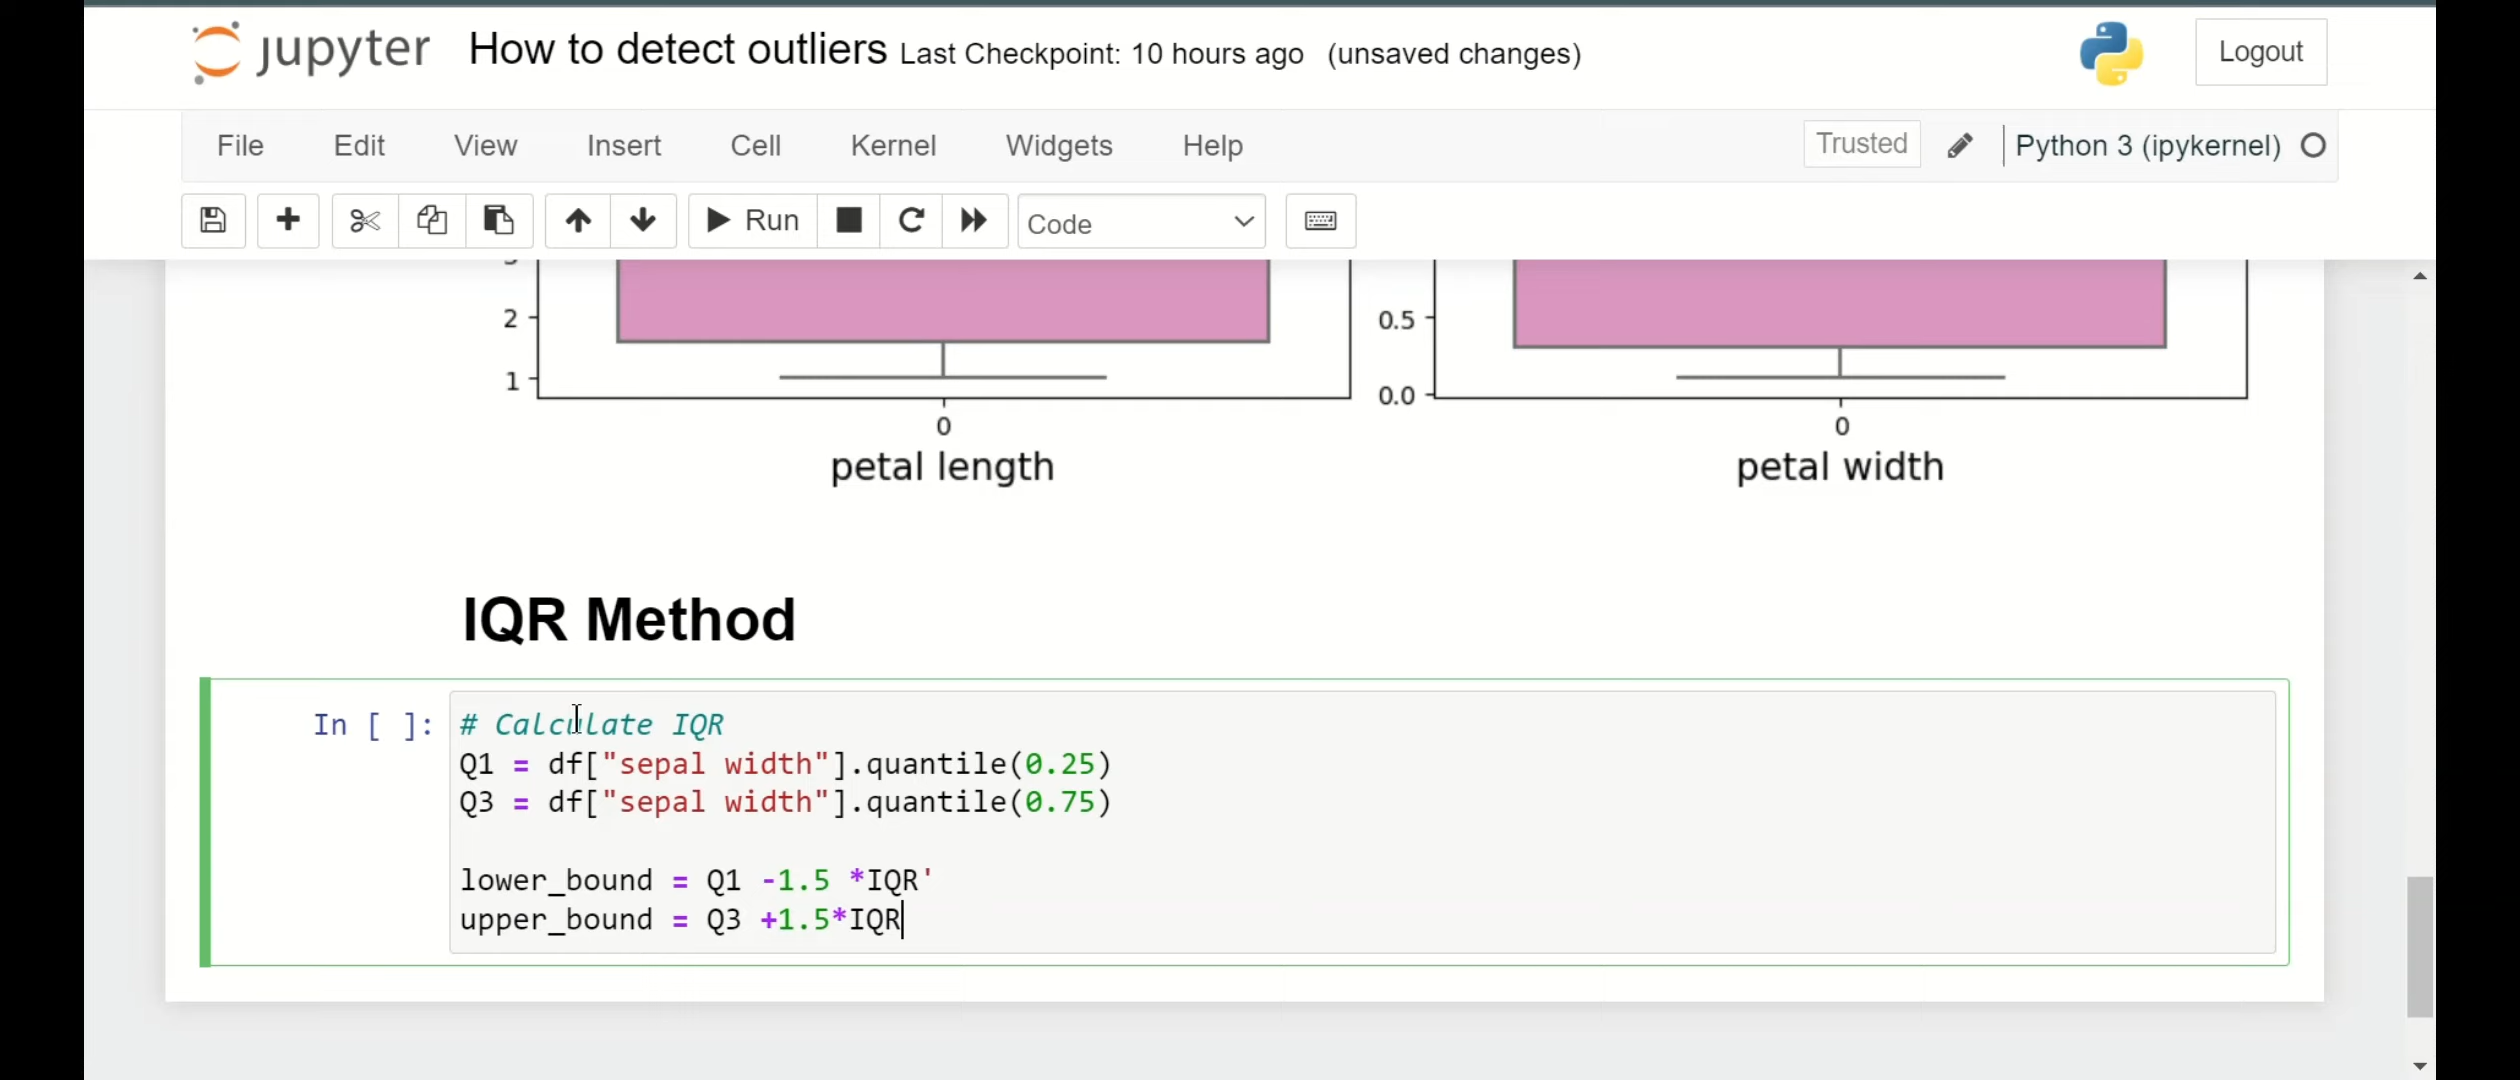 jupyter How to detect outliers Last Checkpoint: 10 hours ago (unsaved changes) Logout
File Edit View Insert Cell Kernel Widgets Help Trusted Python 3 (ipykernel)
Run Code
2 0.5
1 0.0
0 0
petal length petal width
IQR Method
In [ ]: # Calculate IQR
Q1 = df["sepal width"].quantile(0.25)
Q3 = df["sepal width"].quantile(0.75)
lower_bound = Q1 -1.5 *IQR'
upper_bound = Q3 +1.5*IQR